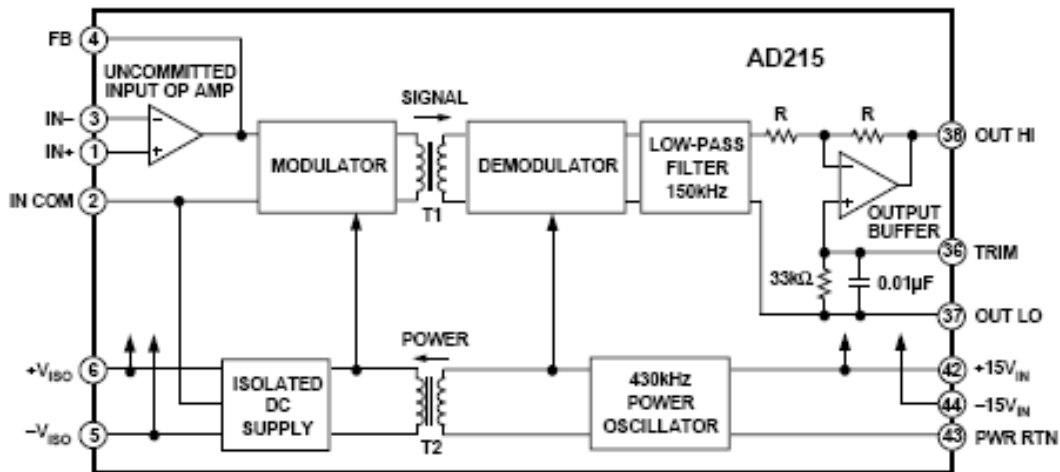 FB 4
AD215
UNCOMMITTED
INPUT OP AMP
SIGNAL
R
R
IN– 3
–
–
38 OUT HI
IN+ 1
+
MODULATOR
DEMODULATOR
LOW-PASS
FILTER
150kHz
IN COM 2
T1
+
OUTPUT
BUFFER
36 TRIM
33kΩ
0.01µF
37 OUT LO
POWER
+VISO 6
ISOLATED
DC
SUPPLY
430kHz
POWER
OSCILLATOR
42 +15VIN
44 –15VIN
–VISO 5
T2
43 PWR RTN